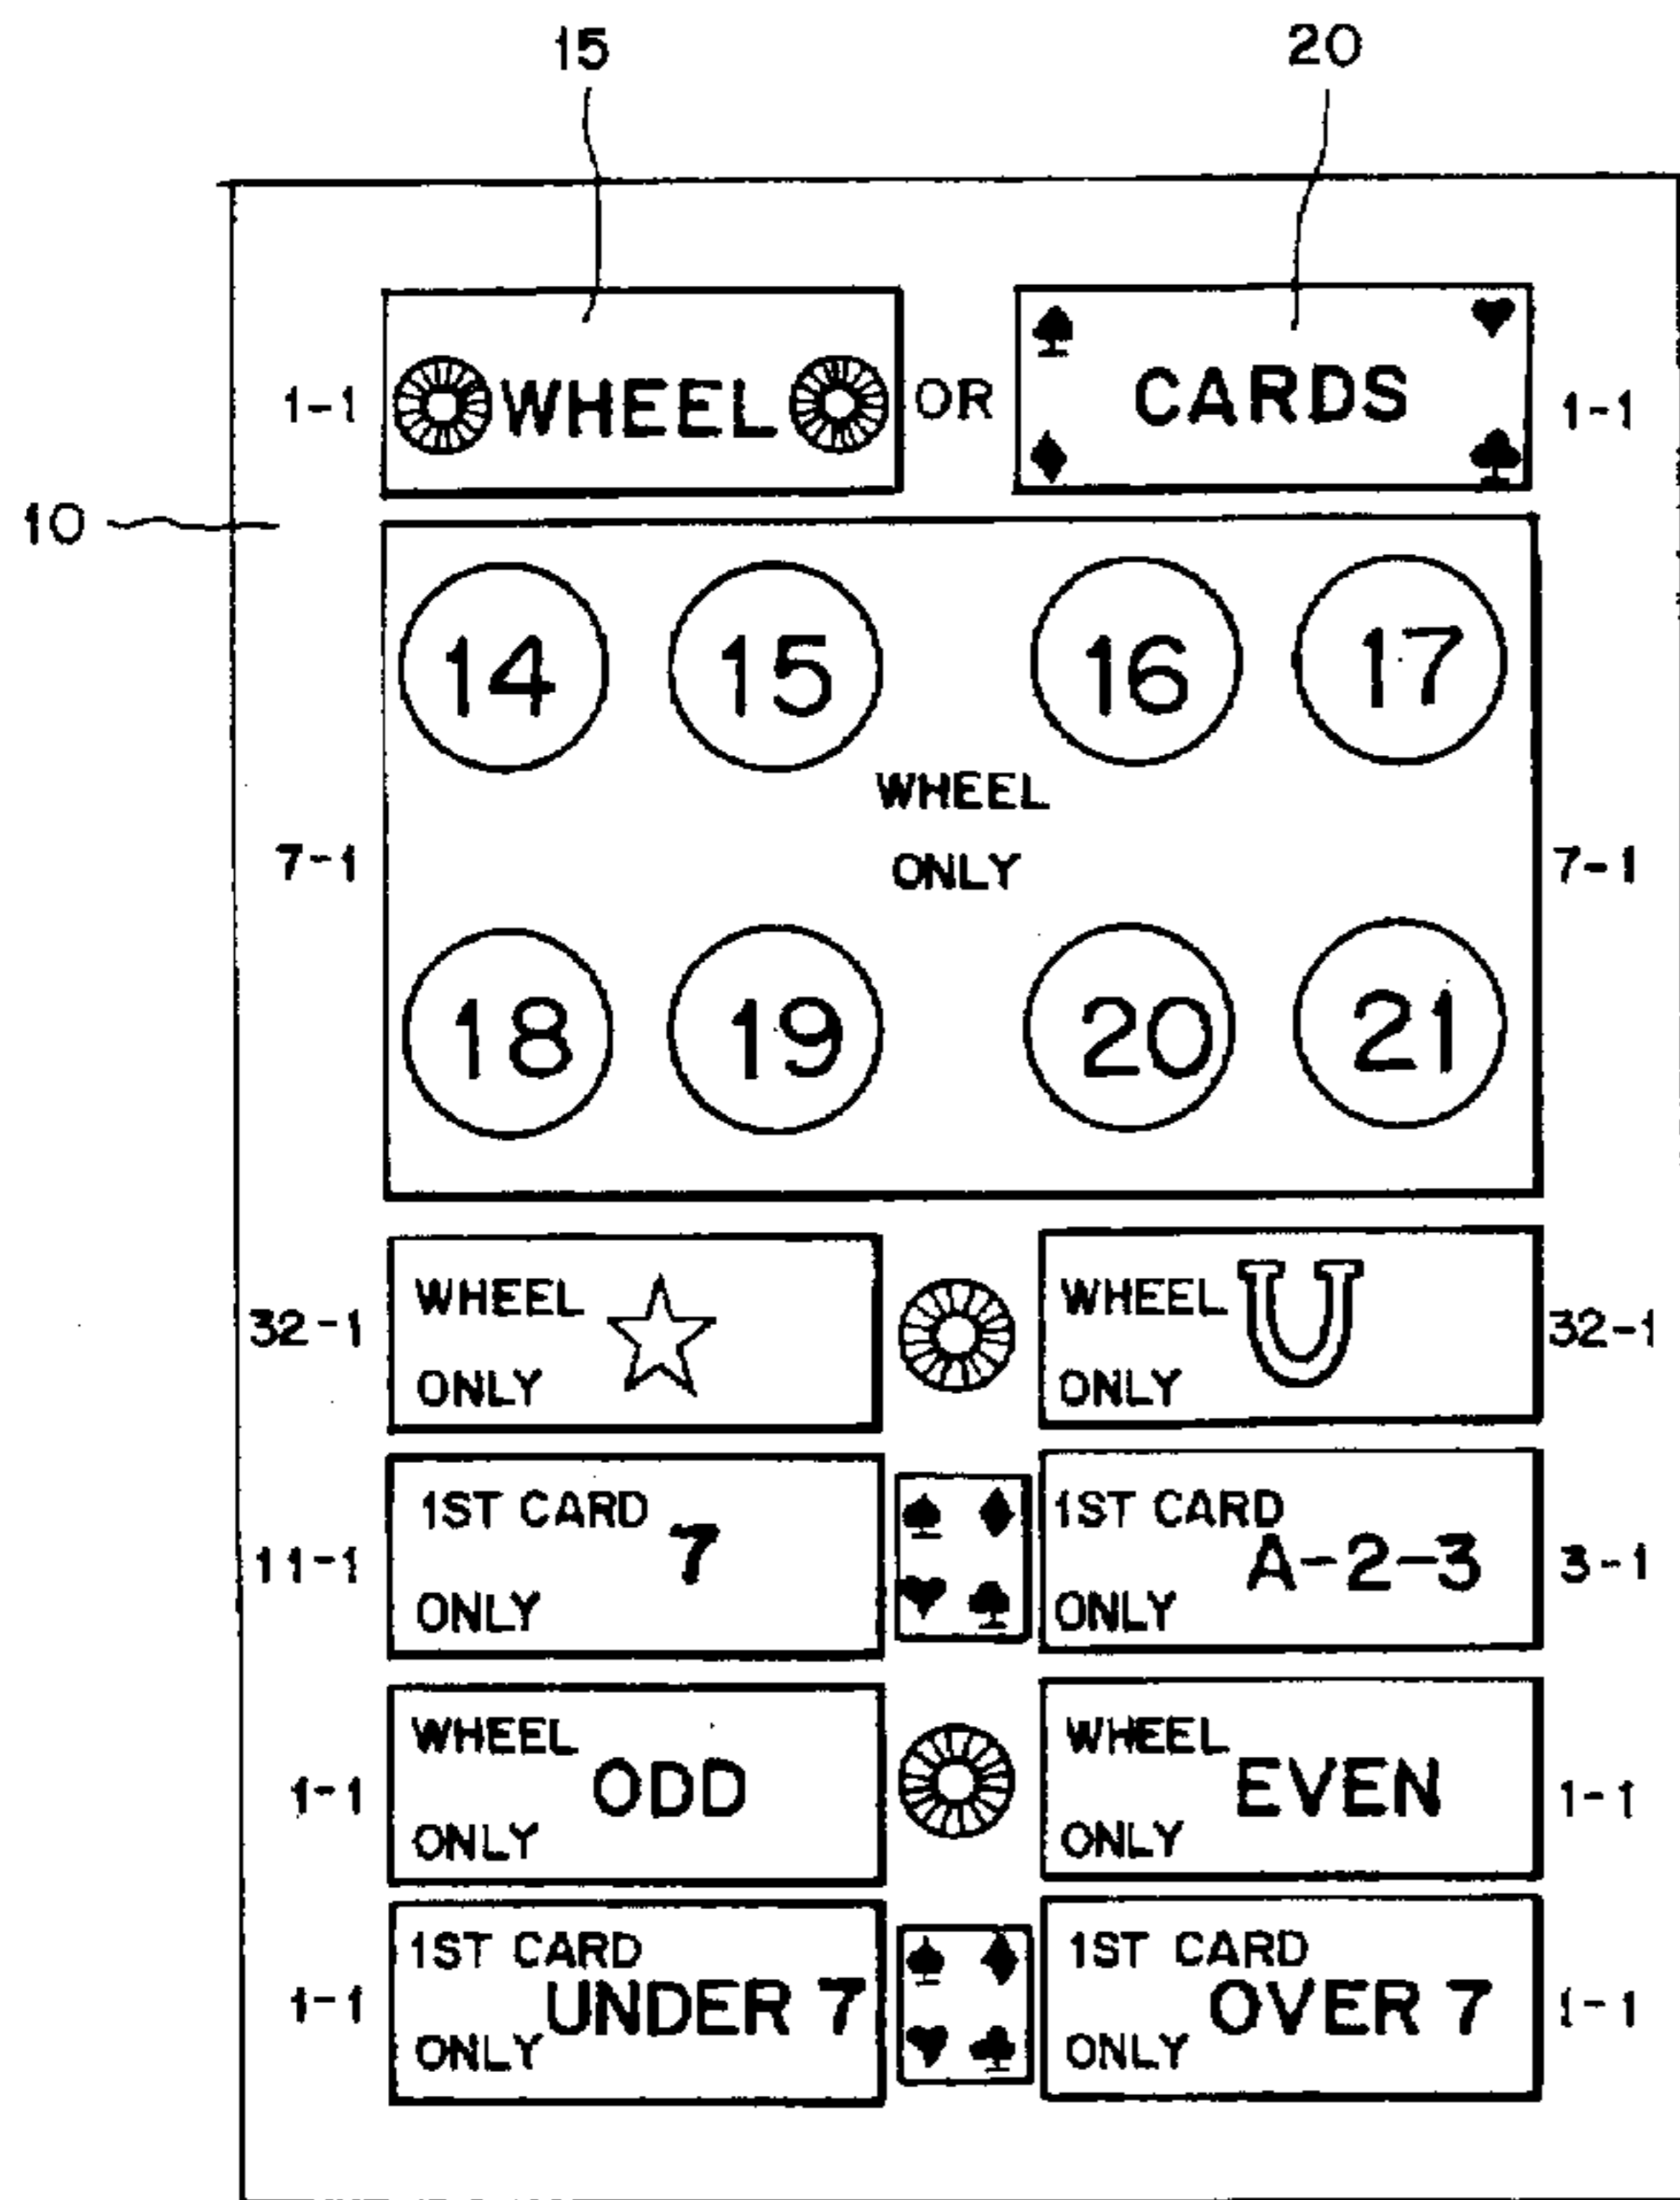 15 20
1-1 WHEEL OR CARDS 1-1
10
14 15 16 17
WHEEL
7-1 ONLY 7-1
18 19 20 21
WHEEL WHEEL
32-1 32-1
ONLY ONLY
1ST CARD 1ST CARD
11-1 7 A-2-3 3-1
ONLY ONLY
WHEEL WHEEL
1-1 ODD EVEN 1-1
ONLY ONLY
1ST CARD 1ST CARD
1-1 UNDER 7 OVER 7 1-1
ONLY ONLY